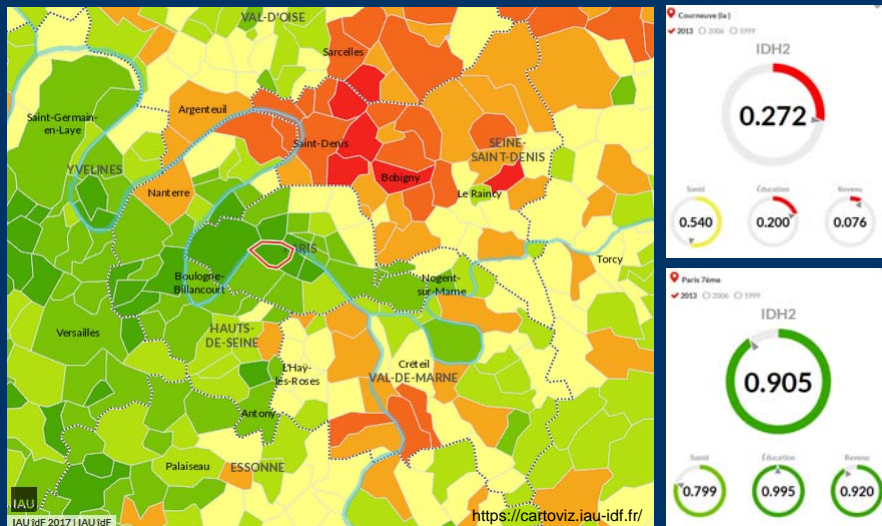 VAL-D'OISE
Sarcelles
Argenteuil
Saint-Germain-
en-Laye
Saint-Denis
SEINE-
SAINT-DENIS
YVELINES
Bobigny
Nanterre
Le Raincy
RIS
Torcy
Boulogne-
Billancourt
Nogent-
sur-Marne
Versailles
HAUTS-
DE-SEINE
Créteil
L'Haÿ-
les-Roses
VAL-DE-MARNE
Antony
Palaiseau
ESSONNE
IAU
IAU îdF 2017 | IAU îdF
https://cartoviz.iau-idf.fr/
Courneuve (la)
2013 2006 1999
IDH2
0.272
Santé Éducation Revenu
0.540 0.200 0.076
Paris 7ème
2013 2006 1999
IDH2
0.905
Santé Éducation Revenu
0.799 0.995 0.920